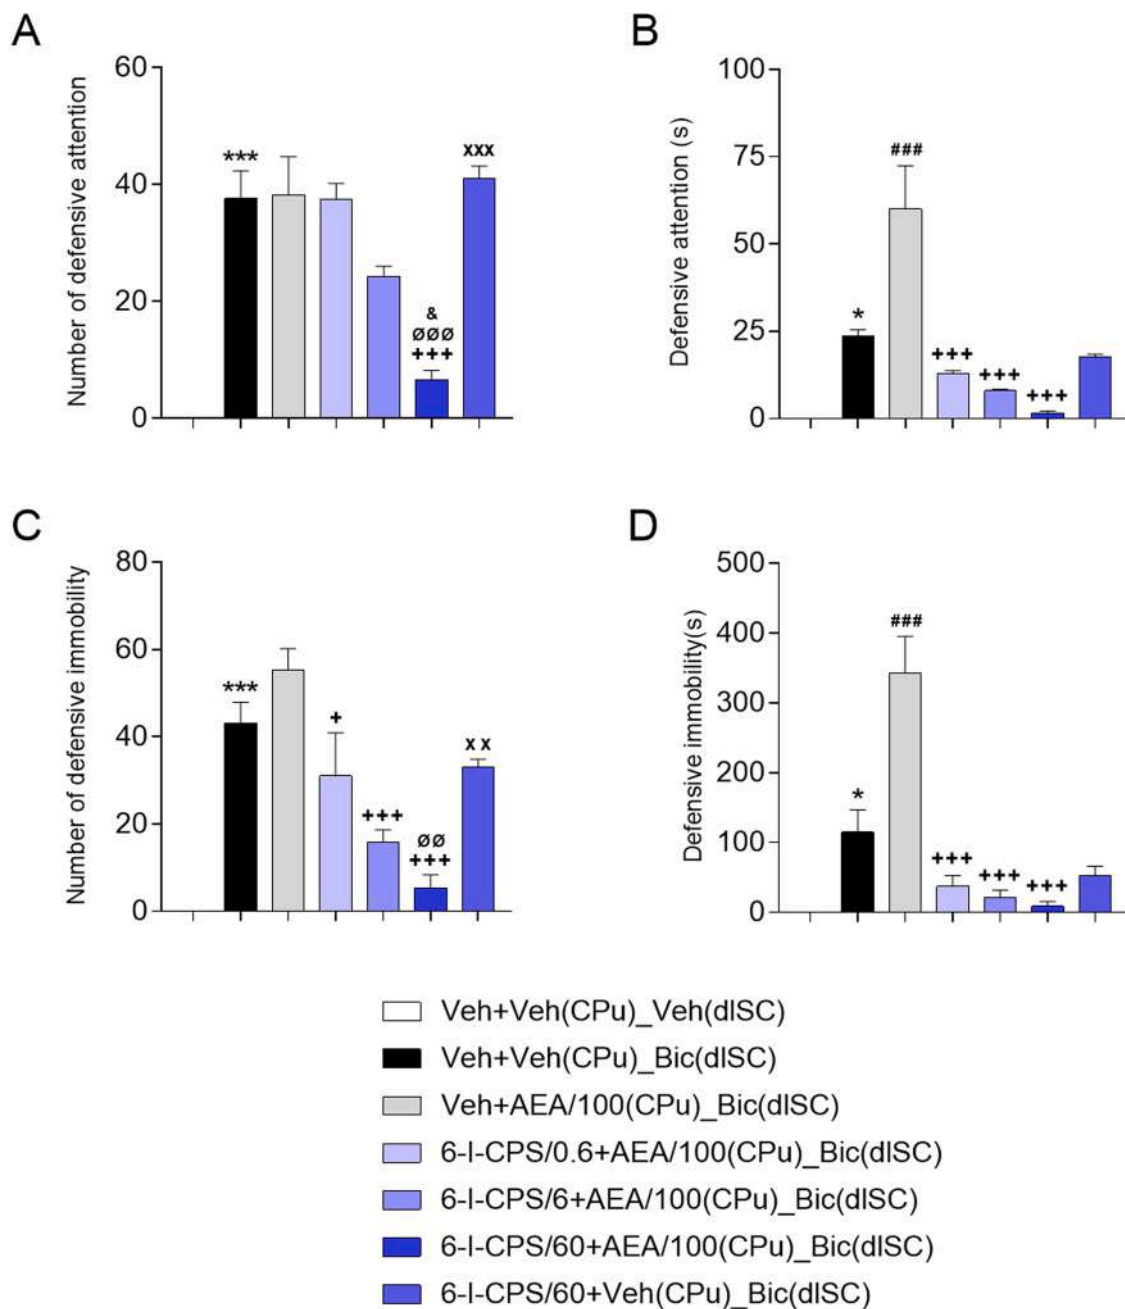 A
Number of defensive attention
60
40
20
0
***
&
øøø
+++
xxx
B
Defensive attention (s)
100
75
50
25
0
*
###
+++
+++
+++
C
Number of defensive immobility
80
60
40
20
0
***
+
+++
øø
+++
x x
D
Defensive immobility(s)
500
400
300
200
100
0
*
###
+++
+++
+++
Veh+Veh(CPu)_Veh(dlSC)
Veh+Veh(CPu)_Bic(dlSC)
Veh+AEA/100(CPu)_Bic(dlSC)
6-I-CPS/0.6+AEA/100(CPu)_Bic(dlSC)
6-I-CPS/6+AEA/100(CPu)_Bic(dlSC)
6-I-CPS/60+AEA/100(CPu)_Bic(dlSC)
6-I-CPS/60+Veh(CPu)_Bic(dlSC)